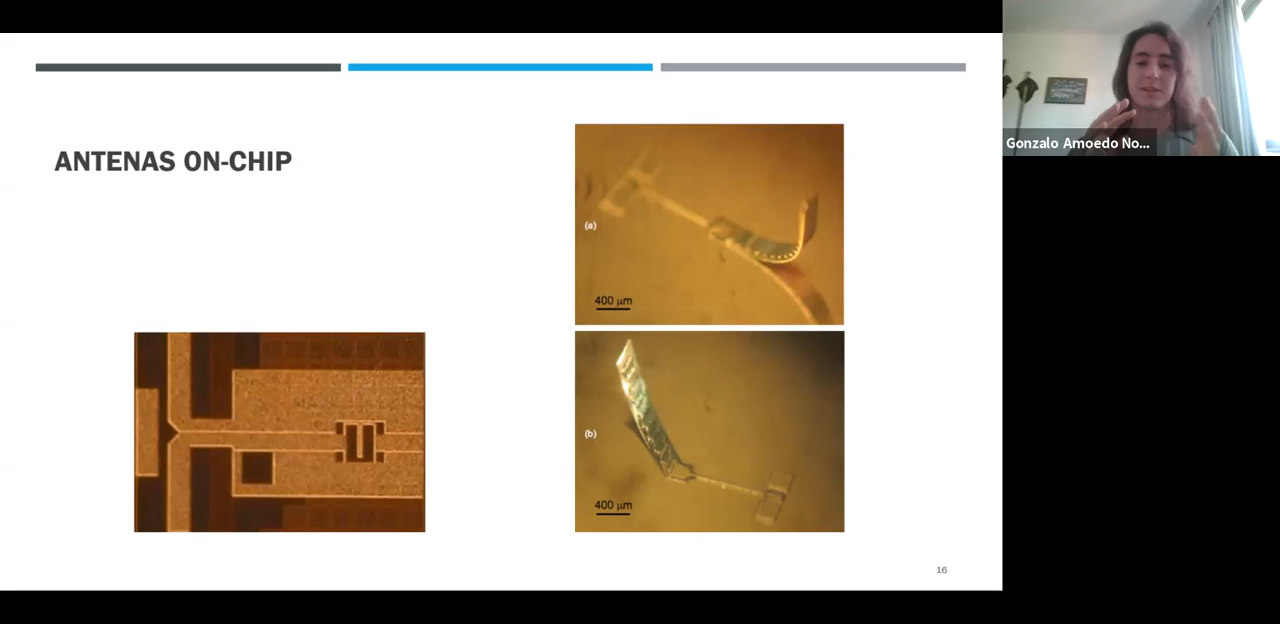 ANTENAS ON-CHIP
(a)
400 μm
(b)
400 μm
16
Gonzalo Amoedo No...